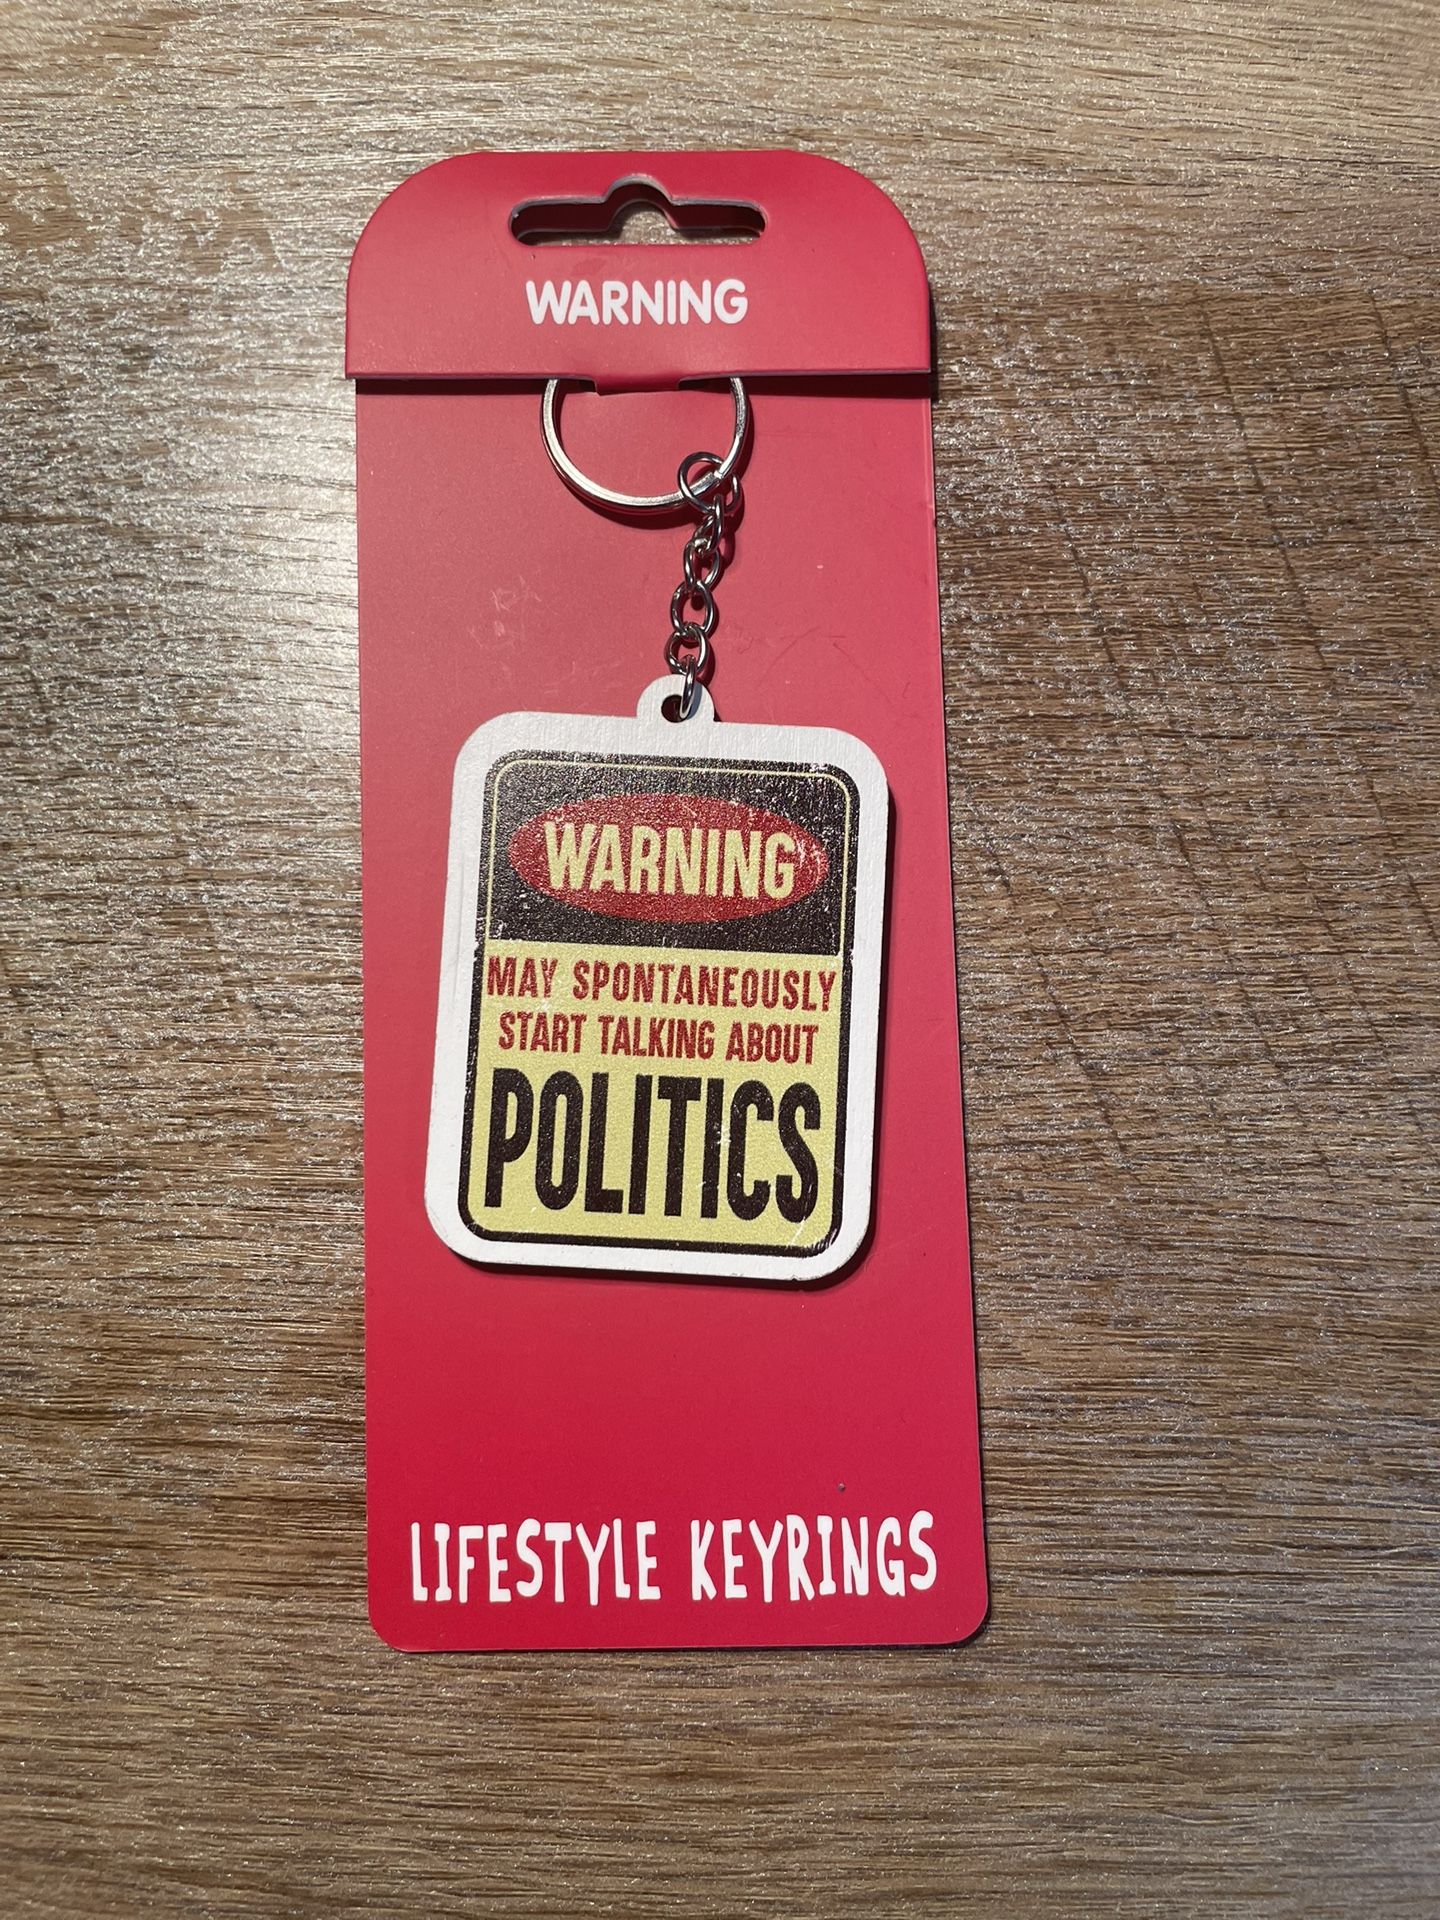 WARNING
WARNING
MAY SPONTANEOUSLY
START TALKING ABOUT
POLITICS
LIFESTYLE KEYRINGS